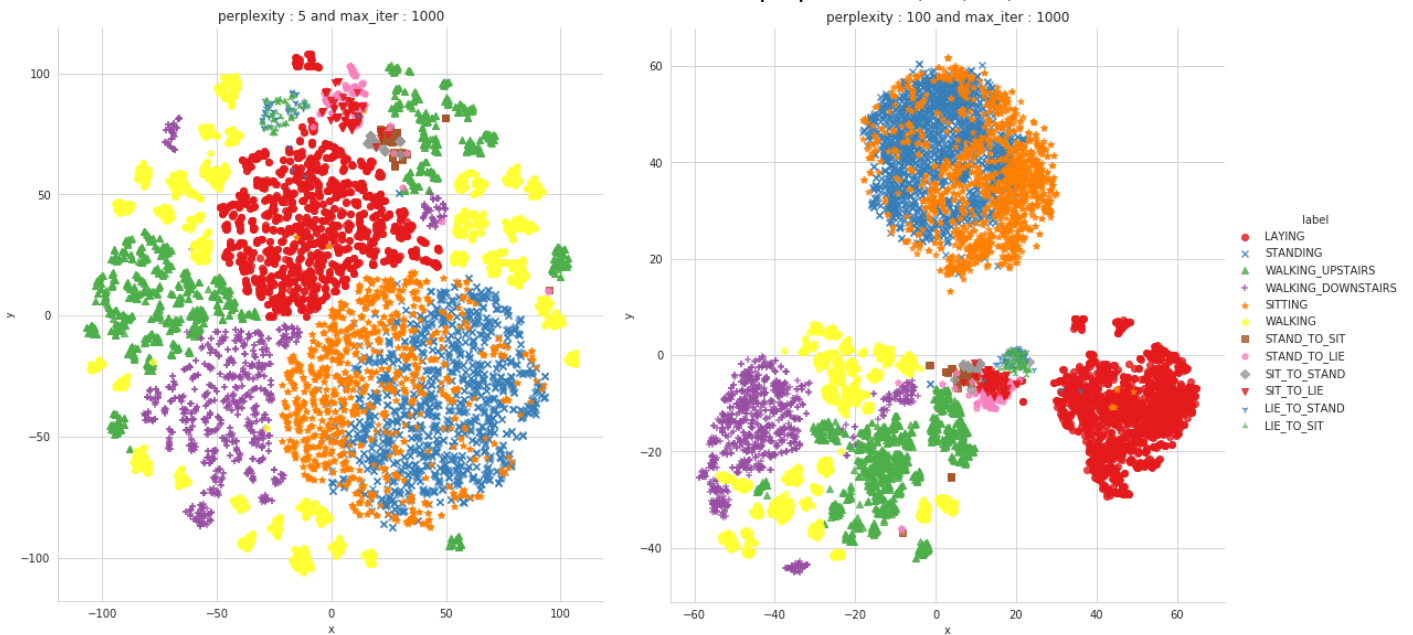 perplexity : 5 and max_iter : 1000
100
50
0
−50
−100
y
−100
−50
0
50
100
x
perplexity : 100 and max_iter : 1000
60
40
20
0
−20
−40
y
−60
−40
−20
0
20
40
60
x
label
LAYING
STANDING
WALKING_UPSTAIRS
WALKING_DOWNSTAIRS
SITTING
WALKING
STAND_TO_SIT
STAND_TO_LIE
SIT_TO_STAND
SIT_TO_LIE
LIE_TO_STAND
LIE_TO_SIT